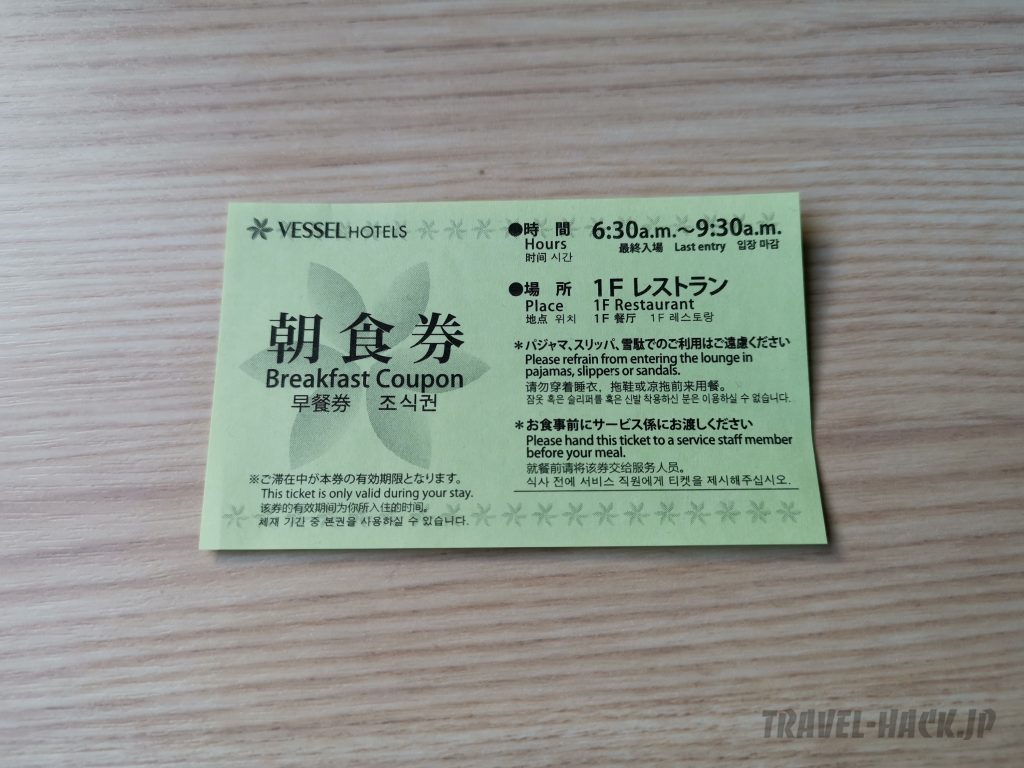 VESSEL HOTELS
朝食券
Breakfast Coupon
早餐券 조식권
※ご滞在中が本券の有効期限となります。
This ticket is only valid during your stay.
该券的有效期间为你所入住的时间。
세재 기간 중 본권을 사용하실 수 있습니다.
●時 間 6:30a.m.~9:30a.m.
Hours 最終入場 Last entry 입장 마감
时间 시간
●場 所 1F レストラン
Place 1F Restaurant
地点 위치 1F 餐厅 1F 레스토랑
*パジャマ、スリッパ、雪駄でのご利用はご遠慮ください
Please refrain from entering the lounge in
pajamas, slippers or sandals.
请勿穿着睡衣，拖鞋或凉拖前来用餐。
잠옷 혹은 슬리퍼를 혹은 신발 착용하신 분은 이용하실 수 없습니다.
*お食事前にサービス係にお渡しください
Please hand this ticket to a service staff member
before your meal.
就餐前请将该券交给服务人员。
식사 전에 서비스 직원에게 티켓을 제시해주십시오.
TRAVEL-HACK.JP